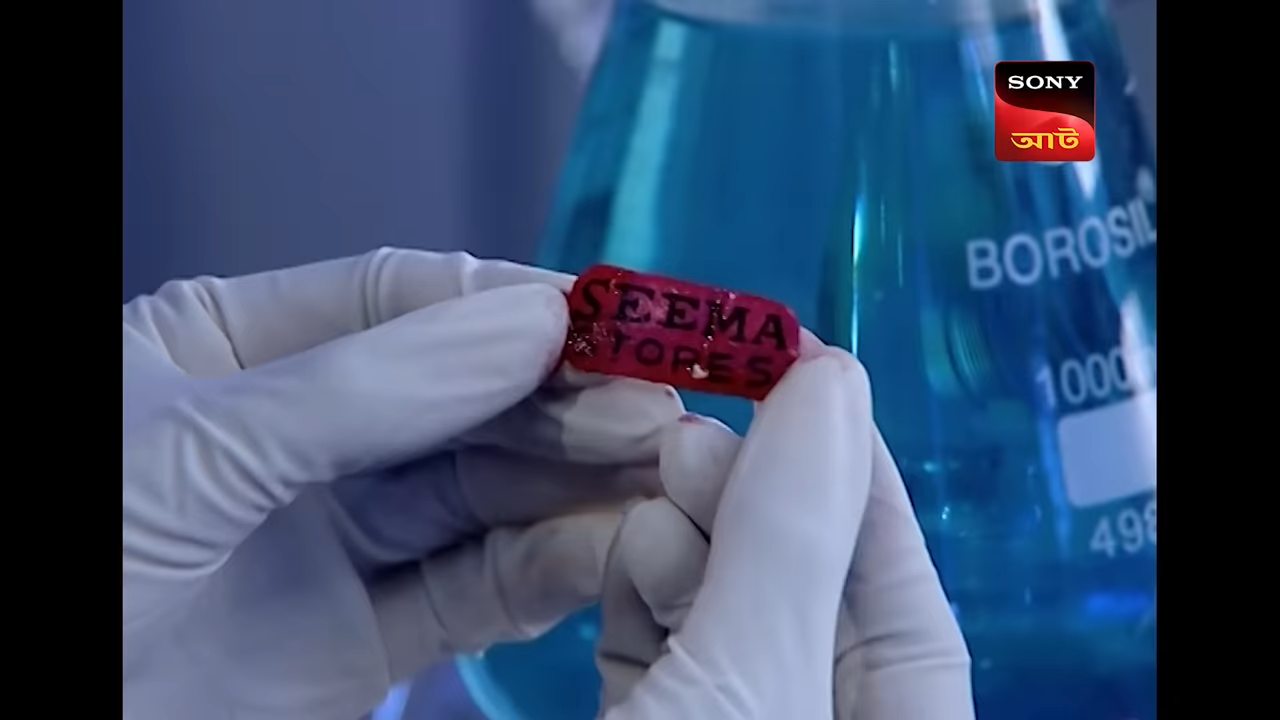 SONY
আট
SEEMA
STORES
BOROSIL
1000
498